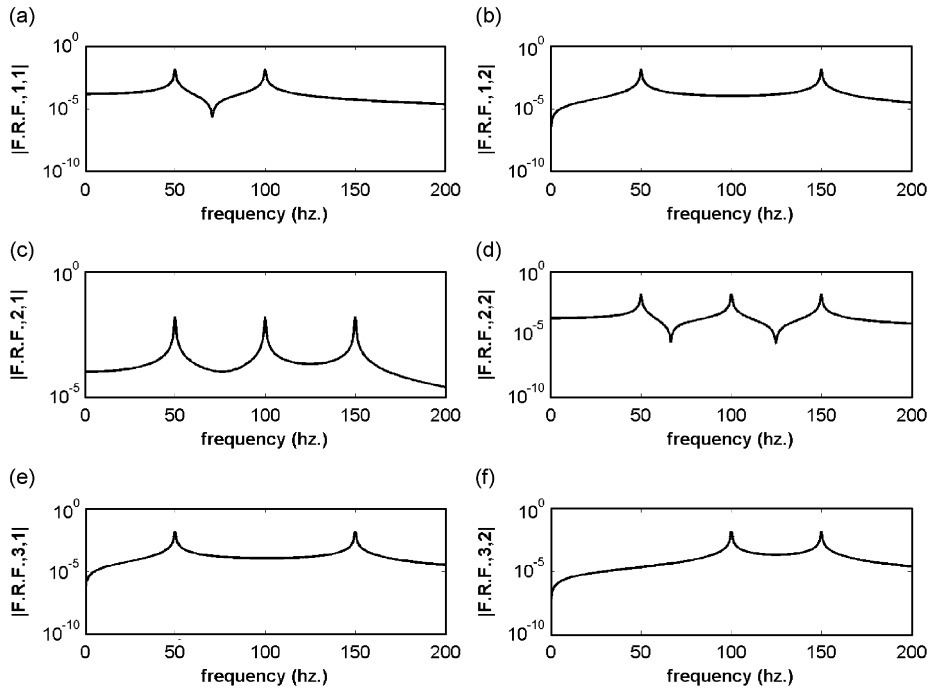 (a)
10^0
10^-5
10^-10
|F.R.F.,1,1|
0 50 100 150 200
frequency (hz.)
(b)
10^0
10^-5
10^-10
|F.R.F.,1,2|
0 50 100 150 200
frequency (hz.)
(c)
10^0
10^-5
|F.R.F.,2,1|
0 50 100 150 200
frequency (hz.)
(d)
10^0
10^-5
10^-10
|F.R.F.,2,2|
0 50 100 150 200
frequency (hz.)
(e)
10^0
10^-5
10^-10
|F.R.F.,3,1|
0 50 100 150 200
frequency (hz.)
(f)
10^0
10^-5
10^-10
|F.R.F.,3,2|
0 50 100 150 200
frequency (hz.)